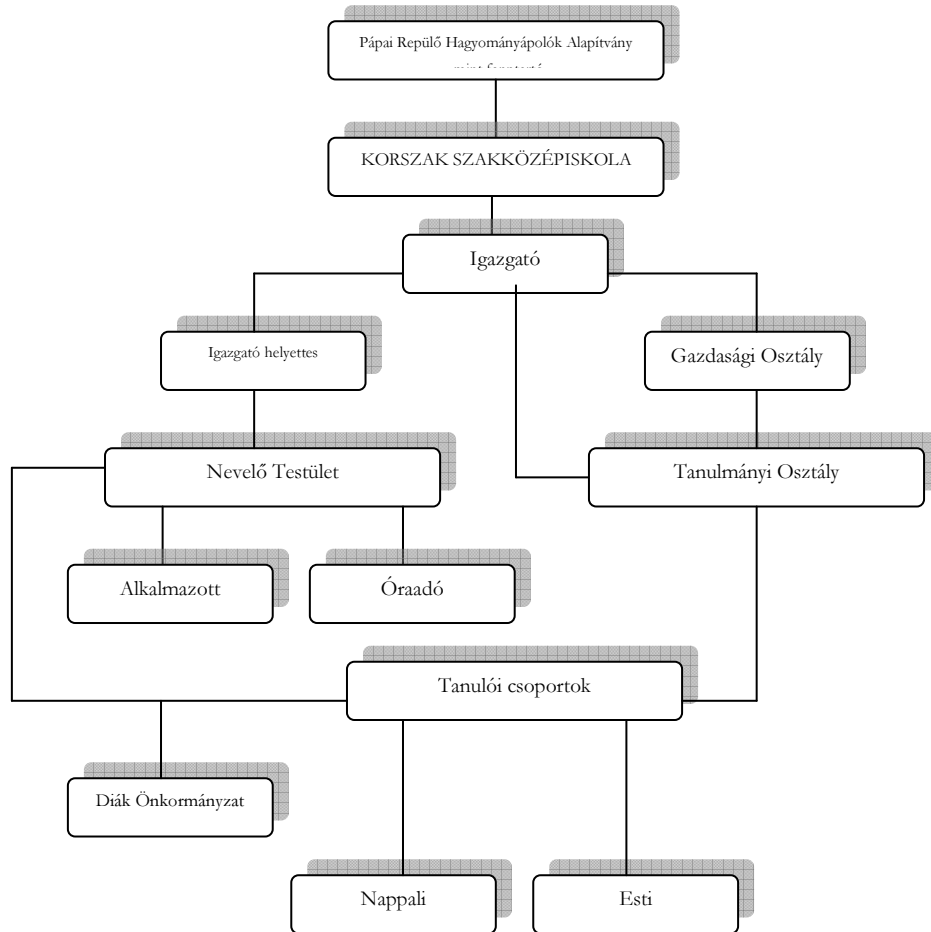 Pápai Repülő Hagyományápolók Alapítvány
KORSZAK SZAKKÖZÉPISKOLA
Igazgató
Igazgató helyettes
Gazdasági Osztály
Nevelő Testület
Tanulmányi Osztály
Alkalmazott
Óraadó
Tanulói csoportok
Diák Önkormányzat
Nappali
Esti